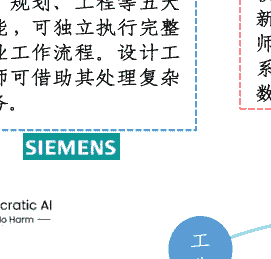 规划、工程等五大
能，可独立执行完整
业工作流程。设计工
师可借助其处理复杂
务。
新
师
系
数
SIEMENS
cratic AI
Do Harm
工